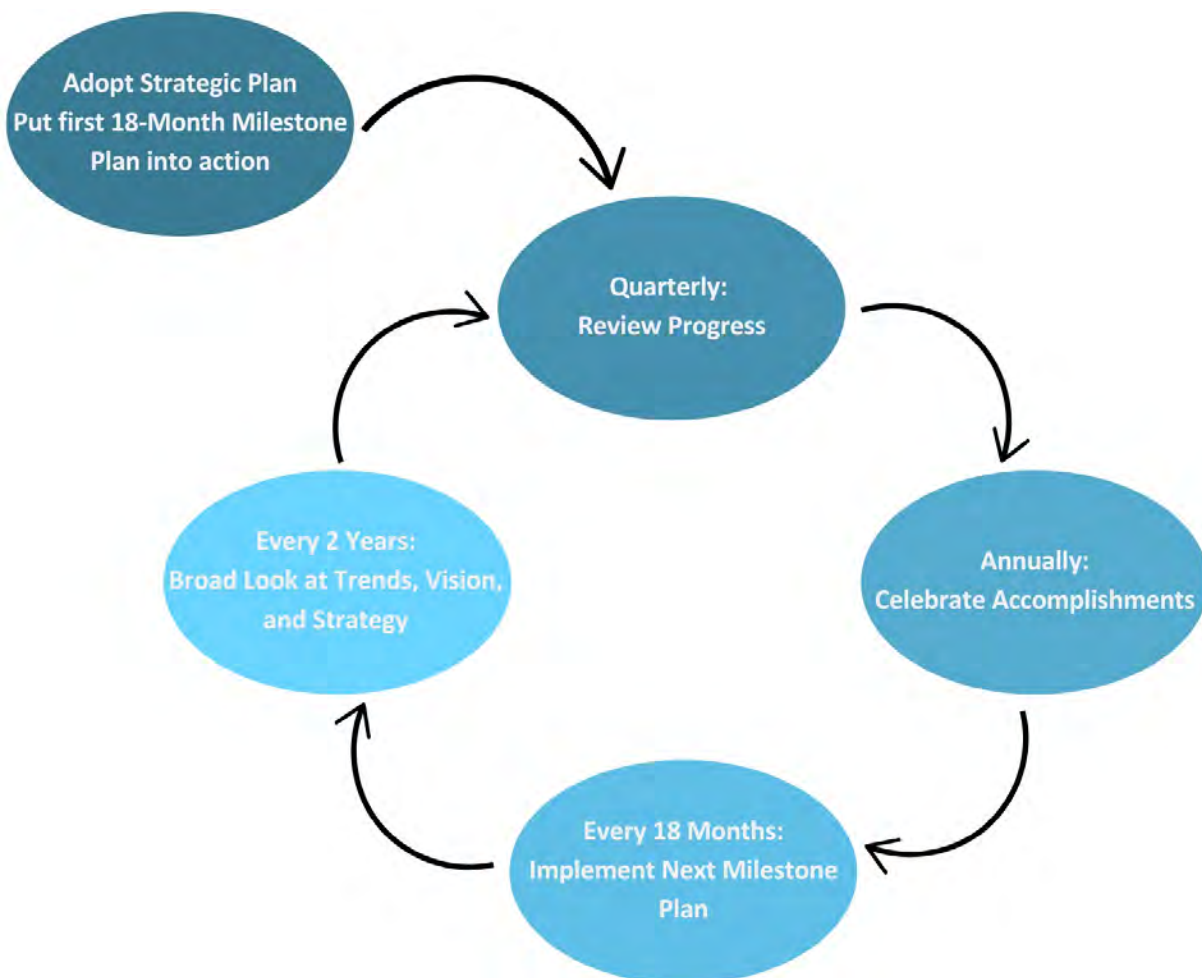 Adopt Strategic Plan
Put first 18-Month Milestone
Plan into action
Quarterly:
Review Progress
Annually:
Celebrate Accomplishments
Every 18 Months:
Implement Next Milestone
Plan
Every 2 Years:
Broad Look at Trends, Vision,
and Strategy